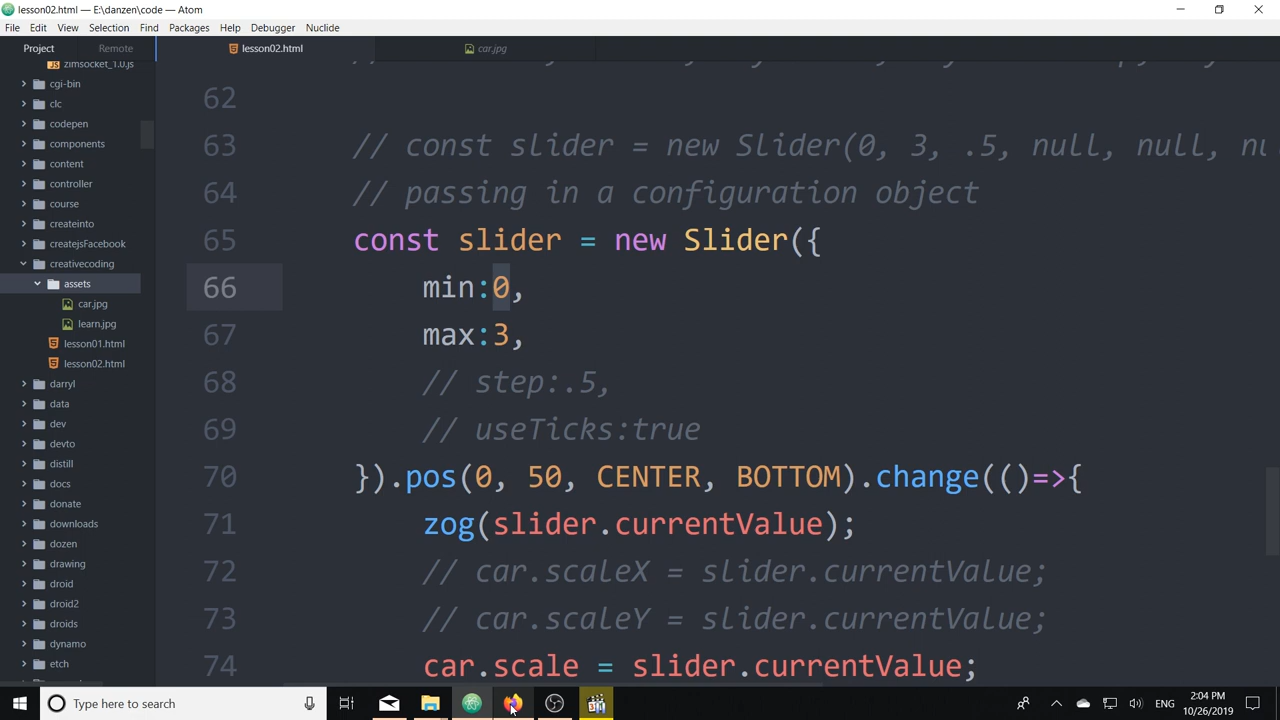 lesson02.html — E:\danzen\code — Atom
File Edit View Selection Find Packages Help Debugger Nuclide
Project Remote lesson02.html car.jpg
zimsocket_1.0.js
cgi-bin
clc
codepen
components
content
controller
course
createinto
createjsFacebook
creativecoding
assets
car.jpg
learn.jpg
lesson01.html
lesson02.html
darryl
data
dev
devto
distill
docs
donate
downloads
dozen
drawing
droid
droid2
droids
dynamo
etch
62
63 // const slider = new Slider(0, 3, .5, null, null, nu
64 // passing in a configuration object
65 const slider = new Slider({
66 min:0,
67 max:3,
68 // step:.5,
69 // useTicks:true
70 }).pos(0, 50, CENTER, BOTTOM).change(()=>{
71 zog(slider.currentValue);
72 // car.scaleX = slider.currentValue;
73 // car.scaleY = slider.currentValue;
74 car.scale = slider.currentValue;
Type here to search
ENG
2:04 PM
10/26/2019